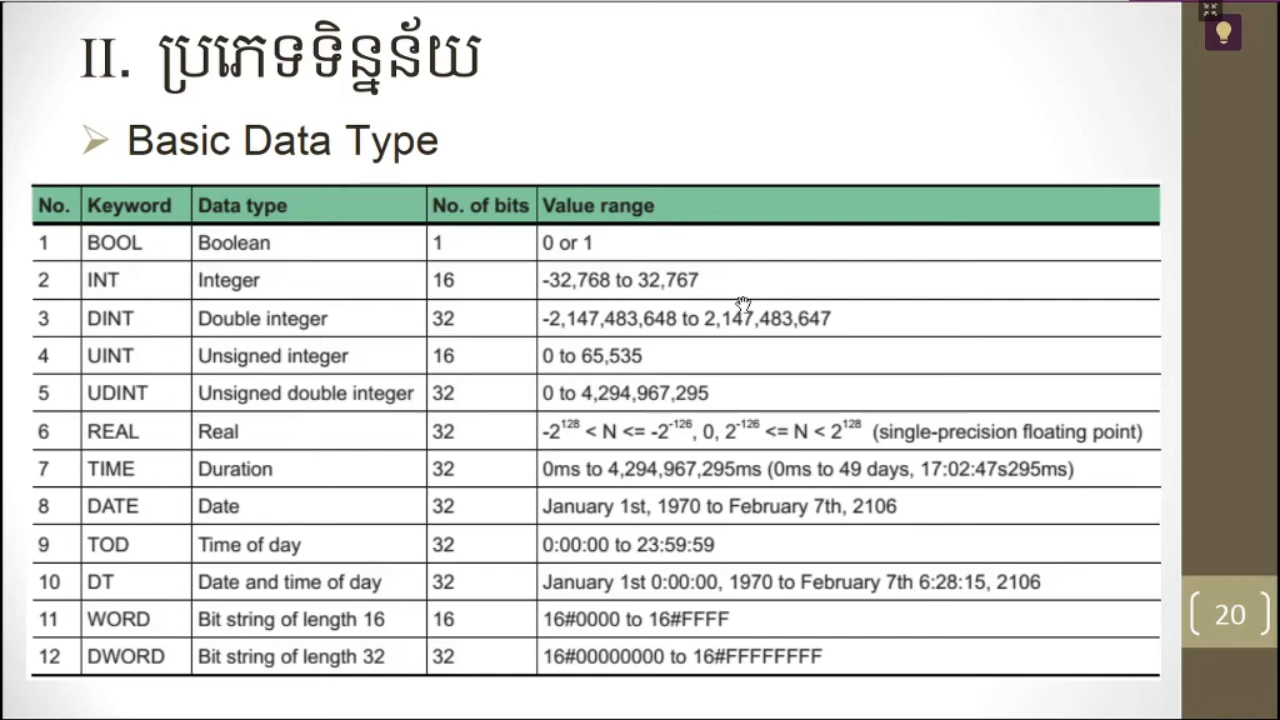 II. ប្រភេទទិន្នន័យ
Basic Data Type
No. Keyword Data type No. of bits Value range
1 BOOL Boolean 1 0 or 1
2 INT Integer 16 -32,768 to 32,767
3 DINT Double integer 32 -2,147,483,648 to 2,147,483,647
4 UINT Unsigned integer 16 0 to 65,535
5 UDINT Unsigned double integer 32 0 to 4,294,967,295
6 REAL Real 32 -2^128 < N <= -2^-126, 0, 2^-126 <= N < 2^128 (single-precision floating point)
7 TIME Duration 32 0ms to 4,294,967,295ms (0ms to 49 days, 17:02:47s295ms)
8 DATE Date 32 January 1st, 1970 to February 7th, 2106
9 TOD Time of day 32 0:00:00 to 23:59:59
10 DT Date and time of day 32 January 1st 0:00:00, 1970 to February 7th 6:28:15, 2106
11 WORD Bit string of length 16 16 16#0000 to 16#FFFF
12 DWORD Bit string of length 32 32 16#00000000 to 16#FFFFFFFF
20